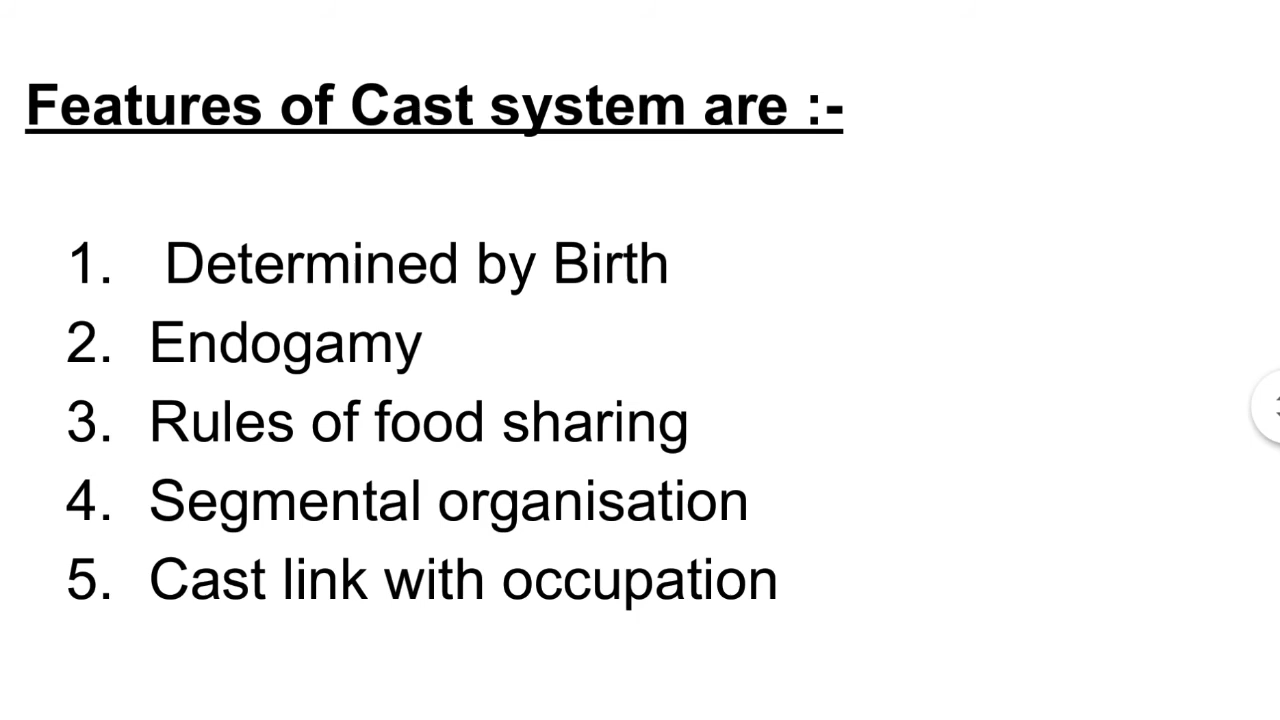 Features of Cast system are :-
1. Determined by Birth
2. Endogamy
3. Rules of food sharing
4. Segmental organisation
5. Cast link with occupation